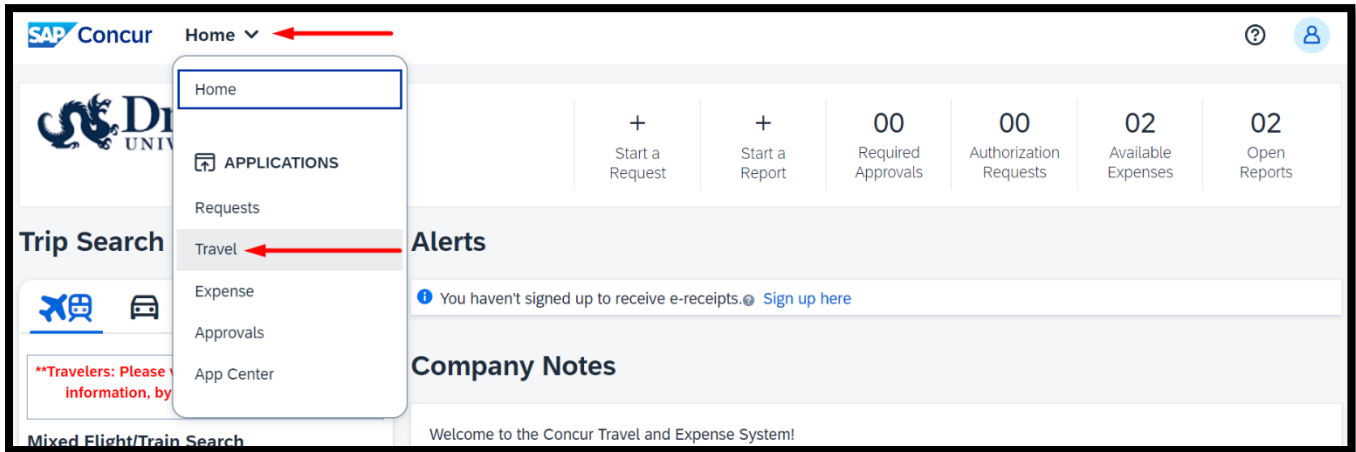 SAP Concur Home
Home
APPLICATIONS
Requests
Travel
Expense
Approvals
App Center
UNIV
+
Start a
Request
+
Start a
Report
00
Required
Approvals
00
Authorization
Requests
02
Available
Expenses
02
Open
Reports
Trip Search
**Travelers: Please
information, by
Mixed Flight/Train Search
Alerts
You haven't signed up to receive e-receipts. Sign up here
Company Notes
Welcome to the Concur Travel and Expense System!